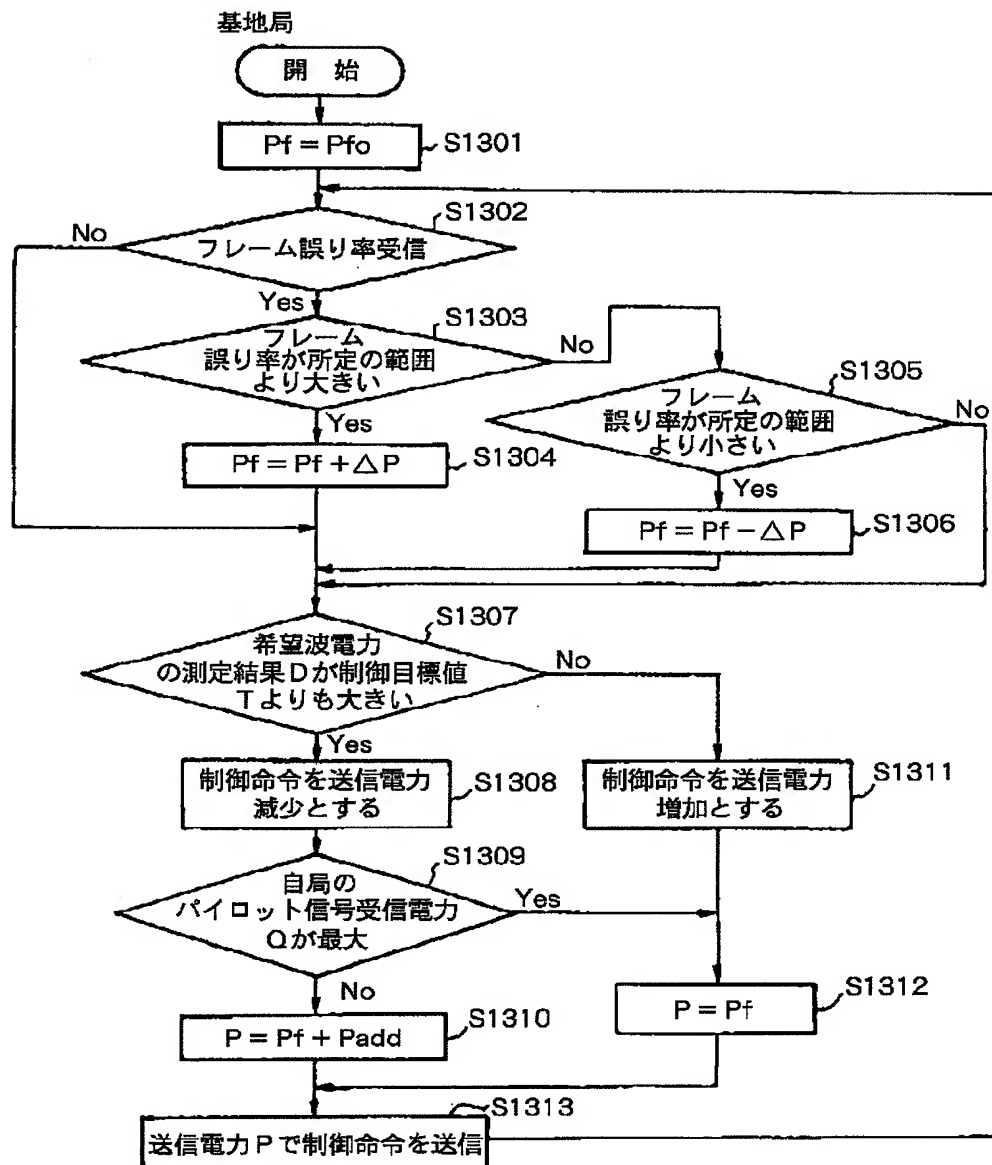 基地局
開 始
Pf = Pfo
S1301
S1302
フレーム誤り率受信
No
Yes
S1303
フレーム
誤り率が所定の範囲
より大きい
No
Yes
S1305
フレーム
誤り率が所定の範囲
より小さい
No
Yes
Pf = Pf + △P
S1304
Pf = Pf − △P
S1306
S1307
希望波電力
の測定結果Dが制御目標値
Tよりも大きい
No
Yes
制御命令を送信電力
減少とする
S1308
制御命令を送信電力
増加とする
S1311
S1309
自局の
パイロット信号受信電力
Qが最大
Yes
No
P = Pf + Padd
S1310
P = Pf
S1312
S1313
送信電力Pで制御命令を送信